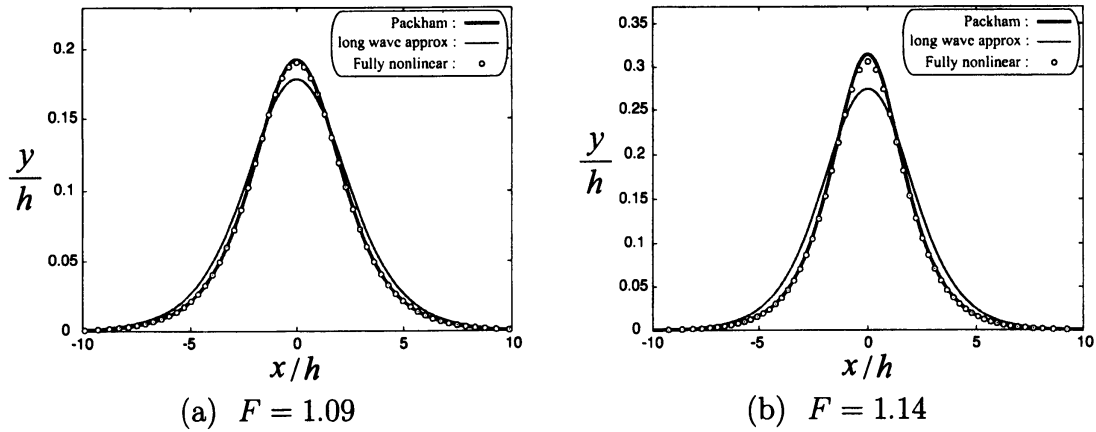 Packham :
long wave approx :
Fully nonlinear :
0.2
0.15
0.1
0.05
0
y/h
-10 -5 0 5 10
x/h
(a) F = 1.09
Packham :
long wave approx :
Fully nonlinear :
0.35
0.3
0.25
0.2
0.15
0.1
0.05
0
y/h
-10 -5 0 5 10
x/h
(b) F = 1.14